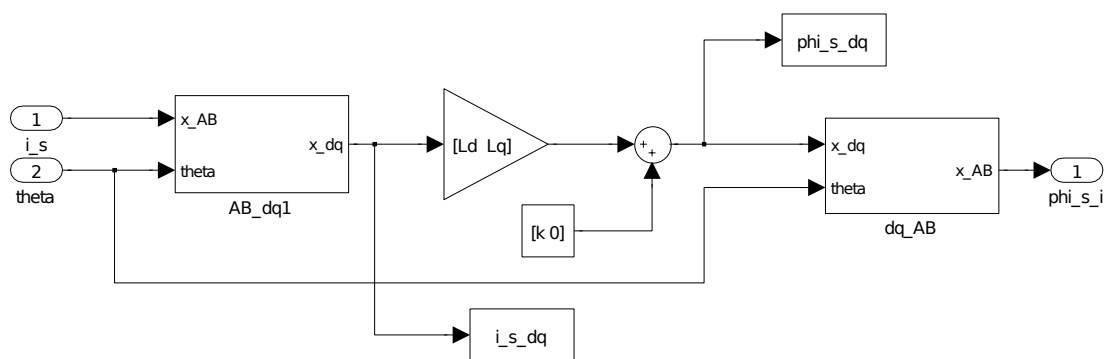 phi_s_dq
1
i_s
x_AB
x_dq
theta
AB_dq1
2
theta
[Ld Lq]
+
+
[k 0]
x_dq
theta
x_AB
dq_AB
1
phi_s_i
i_s_dq